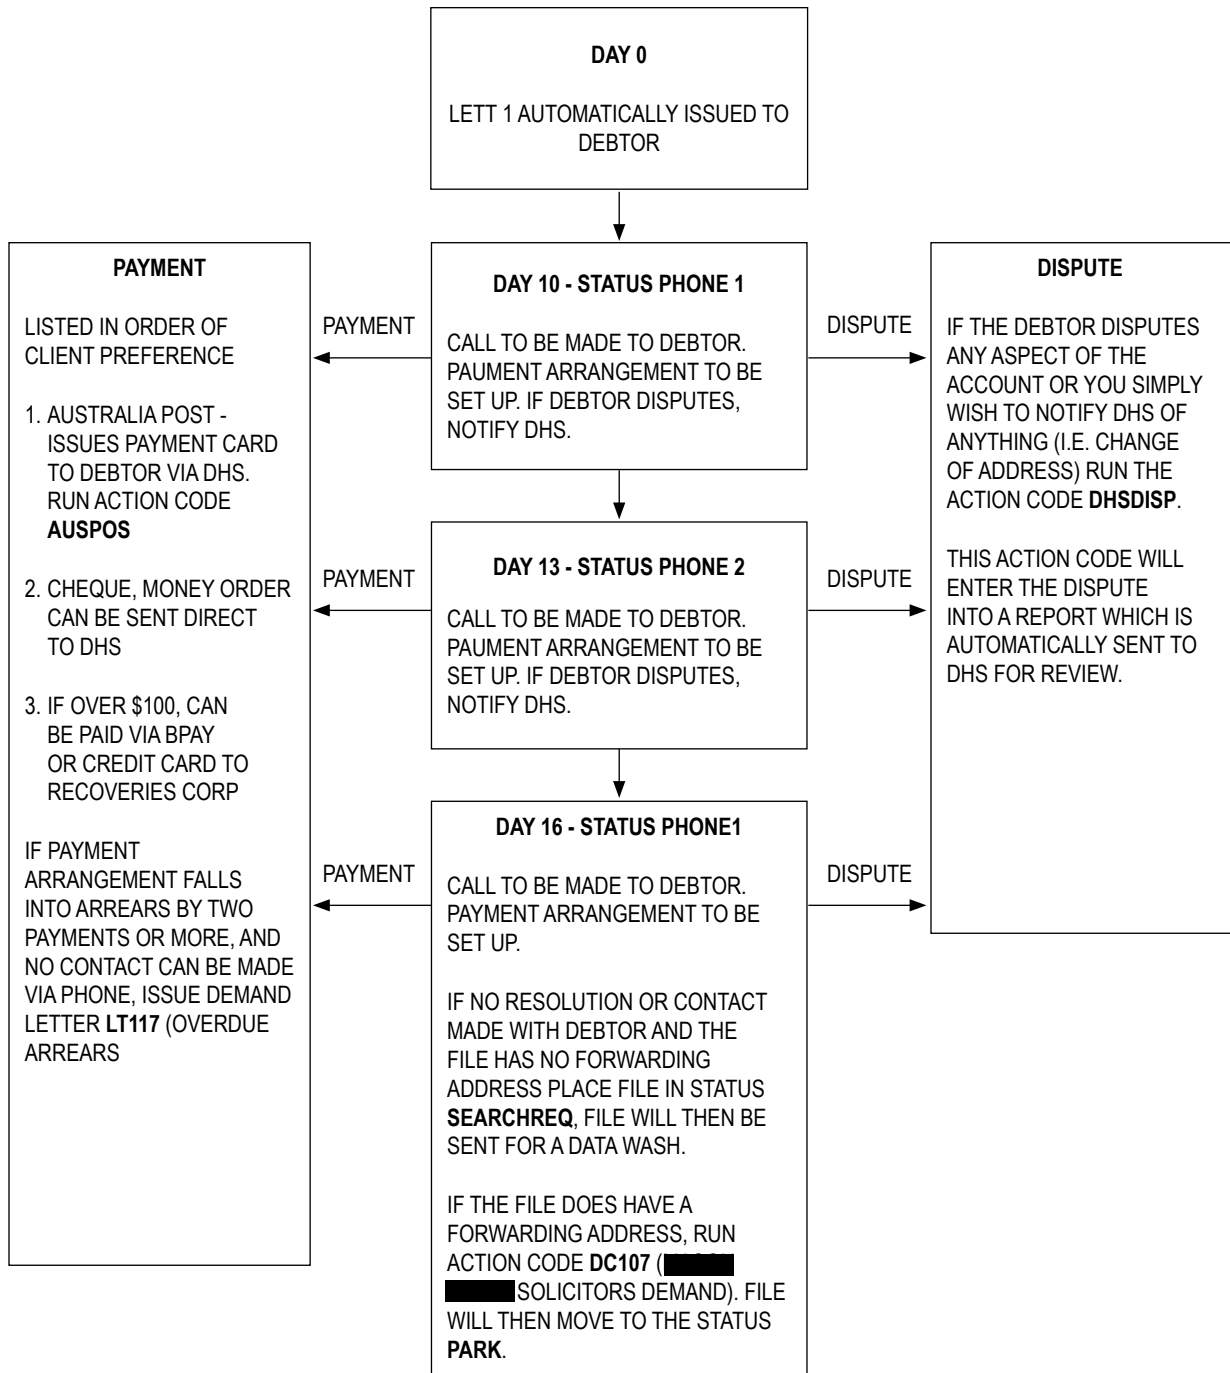 DAY 0
LETT 1 AUTOMATICALLY ISSUED TO
DEBTOR
PAYMENT
LISTED IN ORDER OF
CLIENT PREFERENCE
1. AUSTRALIA POST -
ISSUES PAYMENT CARD
TO DEBTOR VIA DHS.
RUN ACTION CODE
AUSPOS
2. CHEQUE, MONEY ORDER
CAN BE SENT DIRECT
TO DHS
3. IF OVER $100, CAN
BE PAID VIA BPAY
OR CREDIT CARD TO
RECOVERIES CORP
IF PAYMENT
ARRANGEMENT FALLS
INTO ARREARS BY TWO
PAYMENTS OR MORE, AND
NO CONTACT CAN BE MADE
VIA PHONE, ISSUE DEMAND
LETTER LT117 (OVERDUE
ARREARS
PAYMENT
DAY 10 - STATUS PHONE 1
CALL TO BE MADE TO DEBTOR.
PAUMENT ARRANGEMENT TO BE
SET UP. IF DEBTOR DISPUTES,
NOTIFY DHS.
DISPUTE
PAYMENT
DAY 13 - STATUS PHONE 2
CALL TO BE MADE TO DEBTOR.
PAUMENT ARRANGEMENT TO BE
SET UP. IF DEBTOR DISPUTES,
NOTIFY DHS.
DISPUTE
PAYMENT
DAY 16 - STATUS PHONE1
CALL TO BE MADE TO DEBTOR.
PAYMENT ARRANGEMENT TO BE
SET UP.
IF NO RESOLUTION OR CONTACT
MADE WITH DEBTOR AND THE
FILE HAS NO FORWARDING
ADDRESS PLACE FILE IN STATUS
SEARCHREQ, FILE WILL THEN BE
SENT FOR A DATA WASH.
IF THE FILE DOES HAVE A
FORWARDING ADDRESS, RUN
ACTION CODE DC107 (
SOLICITORS DEMAND). FILE
WILL THEN MOVE TO THE STATUS
PARK.
DISPUTE
DISPUTE
IF THE DEBTOR DISPUTES
ANY ASPECT OF THE
ACCOUNT OR YOU SIMPLY
WISH TO NOTIFY DHS OF
ANYTHING (I.E. CHANGE
OF ADDRESS) RUN THE
ACTION CODE DHSDISP.
THIS ACTION CODE WILL
ENTER THE DISPUTE
INTO A REPORT WHICH IS
AUTOMATICALLY SENT TO
DHS FOR REVIEW.